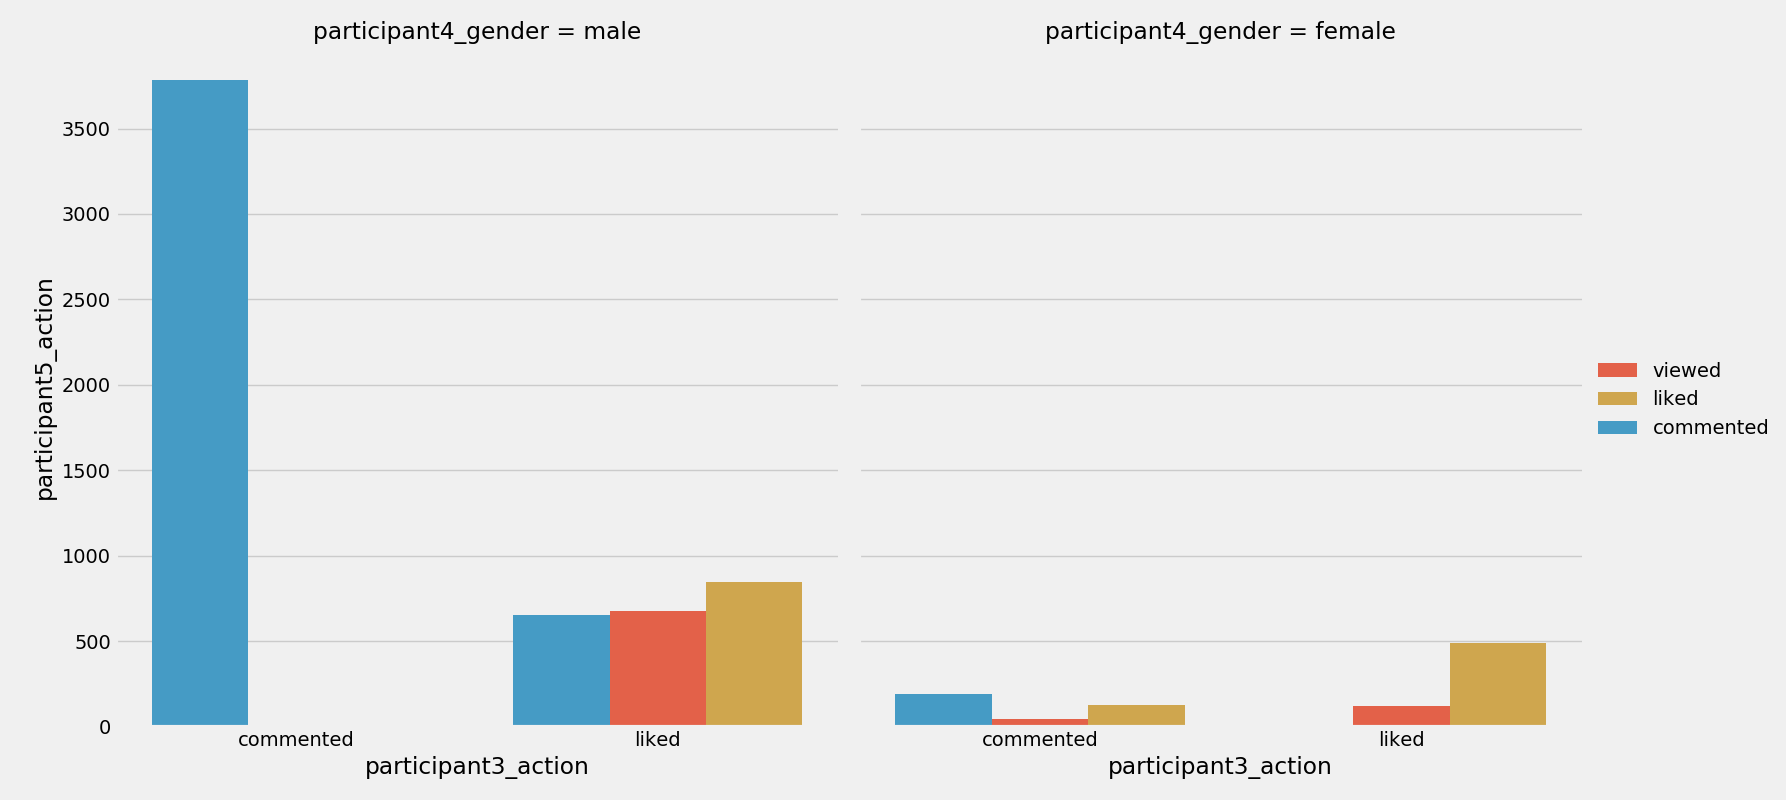 participant4_gender = male
participant4_gender = female
participant5_action
3500
3000
2500
2000
1500
1000
500
0
commented
liked
commented
liked
participant3_action
participant3_action
viewed
liked
commented